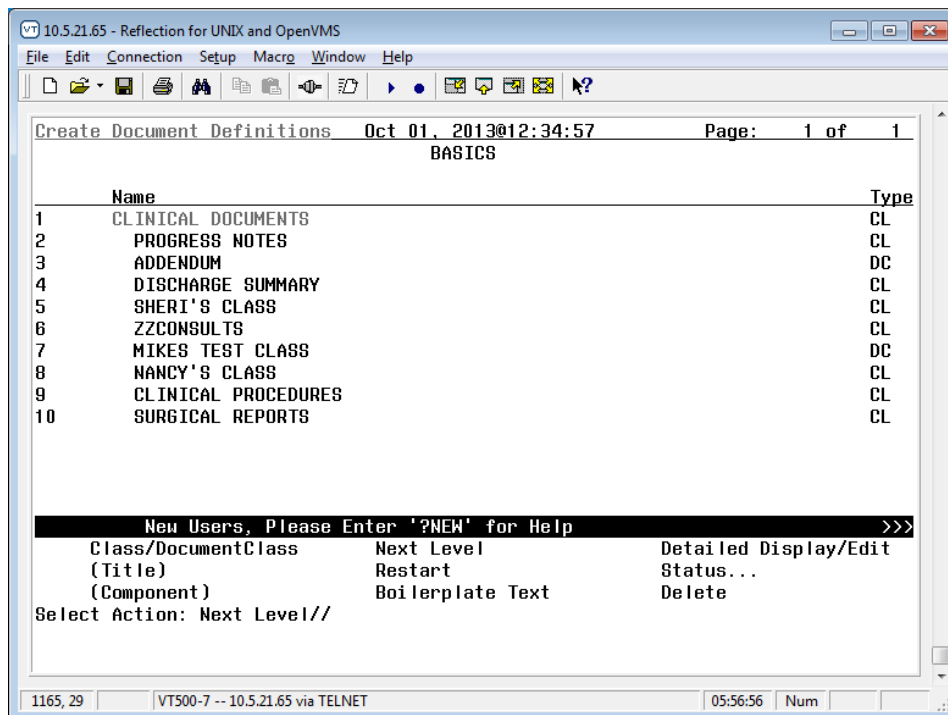 VT 10.5.21.65 - Reflection for UNIX and OpenVMS
File Edit Connection Setup Macro Window Help
Create Document Definitions Oct 01, 2013@12:34:57 Page: 1 of 1
BASICS
Name Type
1 CLINICAL DOCUMENTS CL
2 PROGRESS NOTES CL
3 ADDENDUM DC
4 DISCHARGE SUMMARY CL
5 SHERI'S CLASS CL
6 ZZCONSULTS CL
7 MIKES TEST CLASS DC
8 NANCY'S CLASS CL
9 CLINICAL PROCEDURES CL
10 SURGICAL REPORTS CL
New Users, Please Enter '?NEW' for Help >>>
Class/DocumentClass Next Level Detailed Display/Edit
(Title) Restart Status...
(Component) Boilerplate Text Delete
Select Action: Next Level//
1165, 29 VT500-7 -- 10.5.21.65 via TELNET 05:56:56 Num